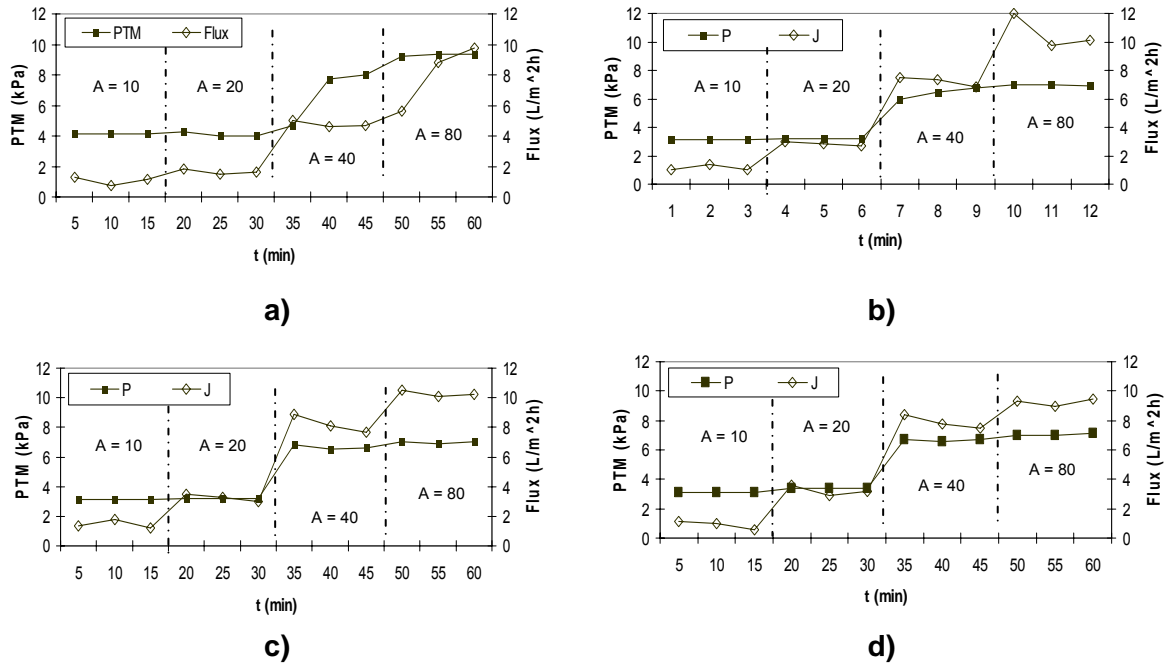 PTM Flux
A = 10 A = 20 A = 40 A = 80
PTM (kPa)
0 2 4 6 8 10 12
Flux (L/m^2h)
0 2 4 6 8 10 12
5 10 15 20 25 30 35 40 45 50 55 60
t (min)
a)
P J
A = 10 A = 20 A = 40 A = 80
PTM (kPa)
0 2 4 6 8 10 12
Flux (L/m^2h)
0 2 4 6 8 10 12
1 2 3 4 5 6 7 8 9 10 11 12
t (min)
b)
P J
A = 10 A = 20 A = 40 A = 80
PTM (kPa)
0 2 4 6 8 10 12
Flux (L/m^2h)
0 2 4 6 8 10 12
5 10 15 20 25 30 35 40 45 50 55 60
t (min)
c)
P J
A = 10 A = 20 A = 40 A = 80
PTM (kPa)
0 2 4 6 8 10 12
Flux (L/m^2h)
0 2 4 6 8 10 12
5 10 15 20 25 30 35 40 45 50 55 60
t (min)
d)